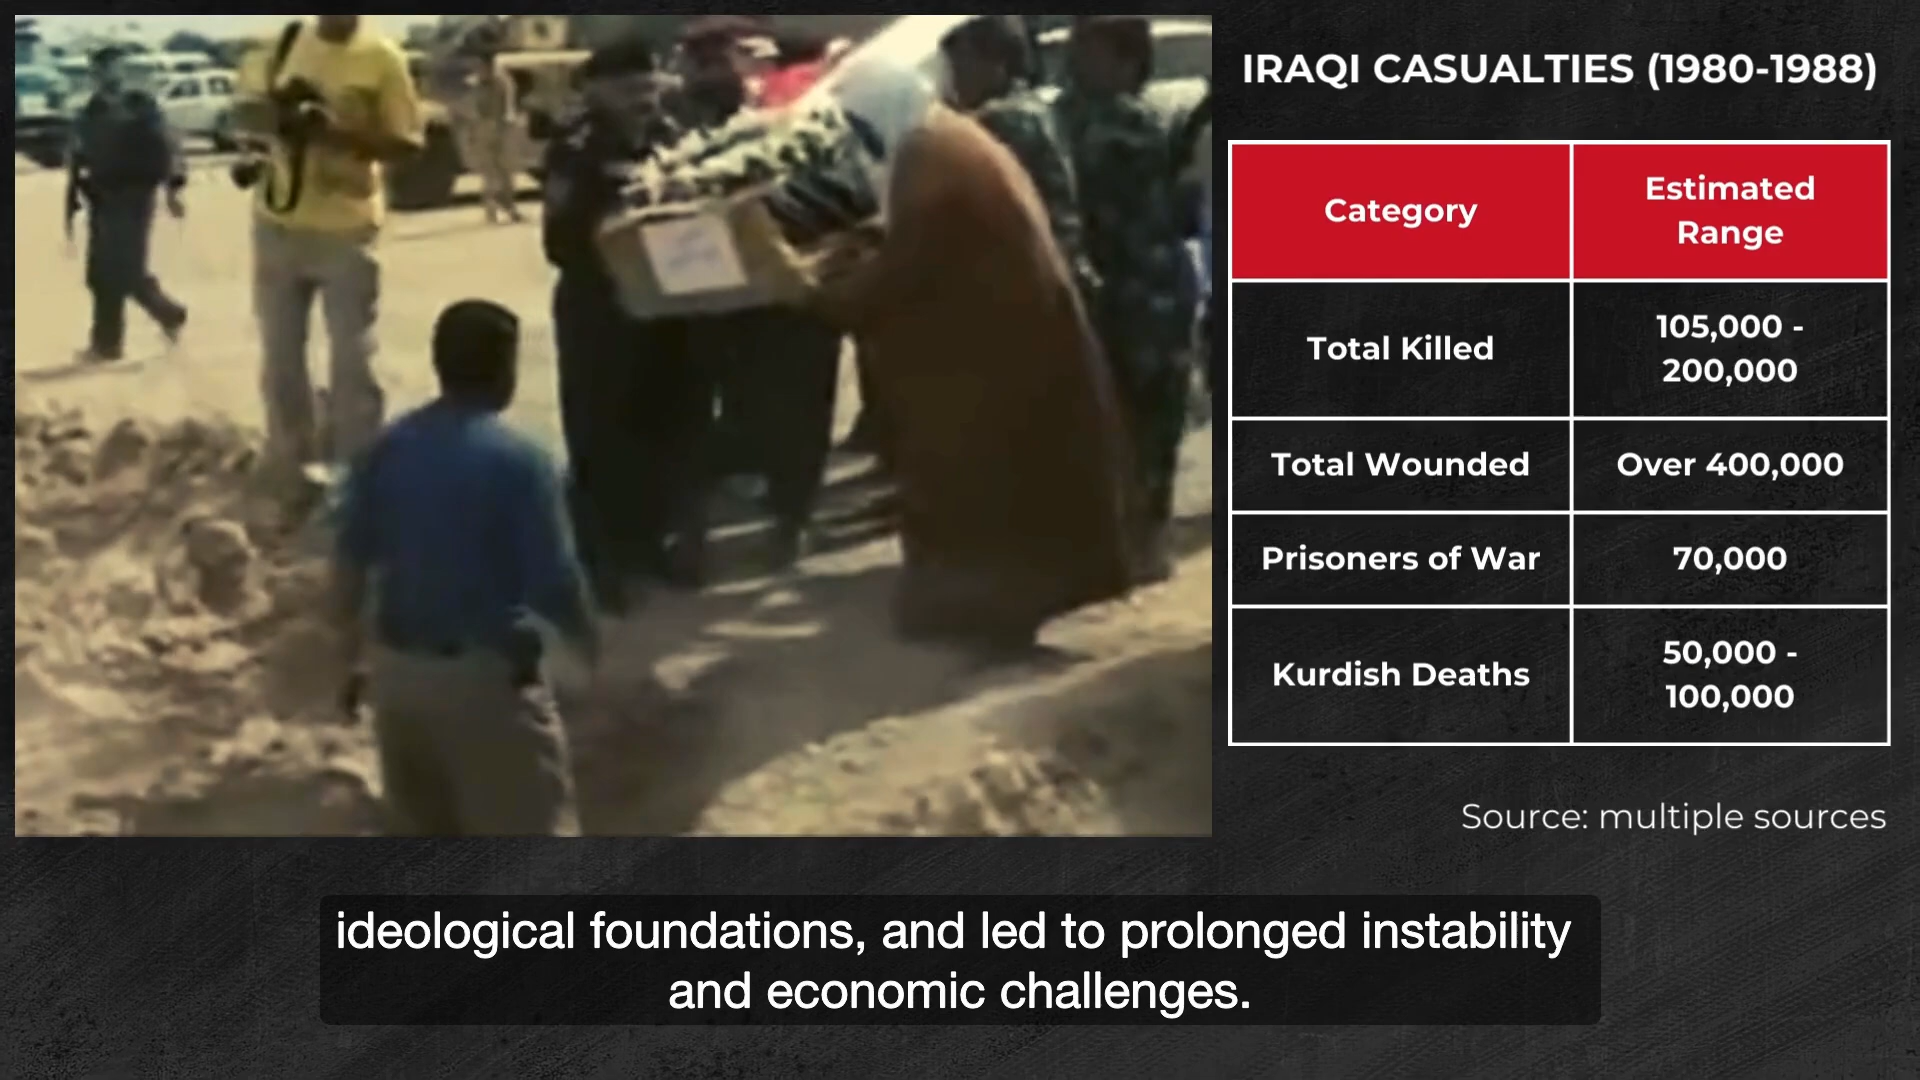 IRAQI CASUALTIES (1980-1988)
Category
Estimated
Range
Total Killed
105,000 -
200,000
Total Wounded
Over 400,000
Prisoners of War
70,000
Kurdish Deaths
50,000 -
100,000
Source: multiple sources
ideological foundations, and led to prolonged instability
and economic challenges.